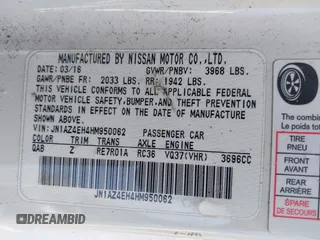 MANUFACTURED BY NISSAN MOTOR CO.,LTD.
DATE: 03/16 GVWR/PNBV: 3968 LBS.
GAWR/PNBE FR: 2033 LBS. RR: 1942 LBS.
THIS VEHICLE CONFORMS TO ALL APPLICABLE FEDERAL
MOTOR VEHICLE SAFETY,BUMPER,AND THEFT PREVENTION
STANDARDS IN EFFECT ON THE DATE OF MANUFACTURE
SHOWN ABOVE.
VIN: JN1AZ4EH4HM950062 PASSENGER CAR
COLOR TRIM TRANS AXLE ENGINE
QAB Z RE7R01A RC36 VQ37(VHR) 3696CC
JN1AZ4EH4HM950062
The com
Le poids
TIRE
PNEU
FRONT
AVANT
REAR
ARRIÈRE
SPARE
DE SECOURS
DREAMBID